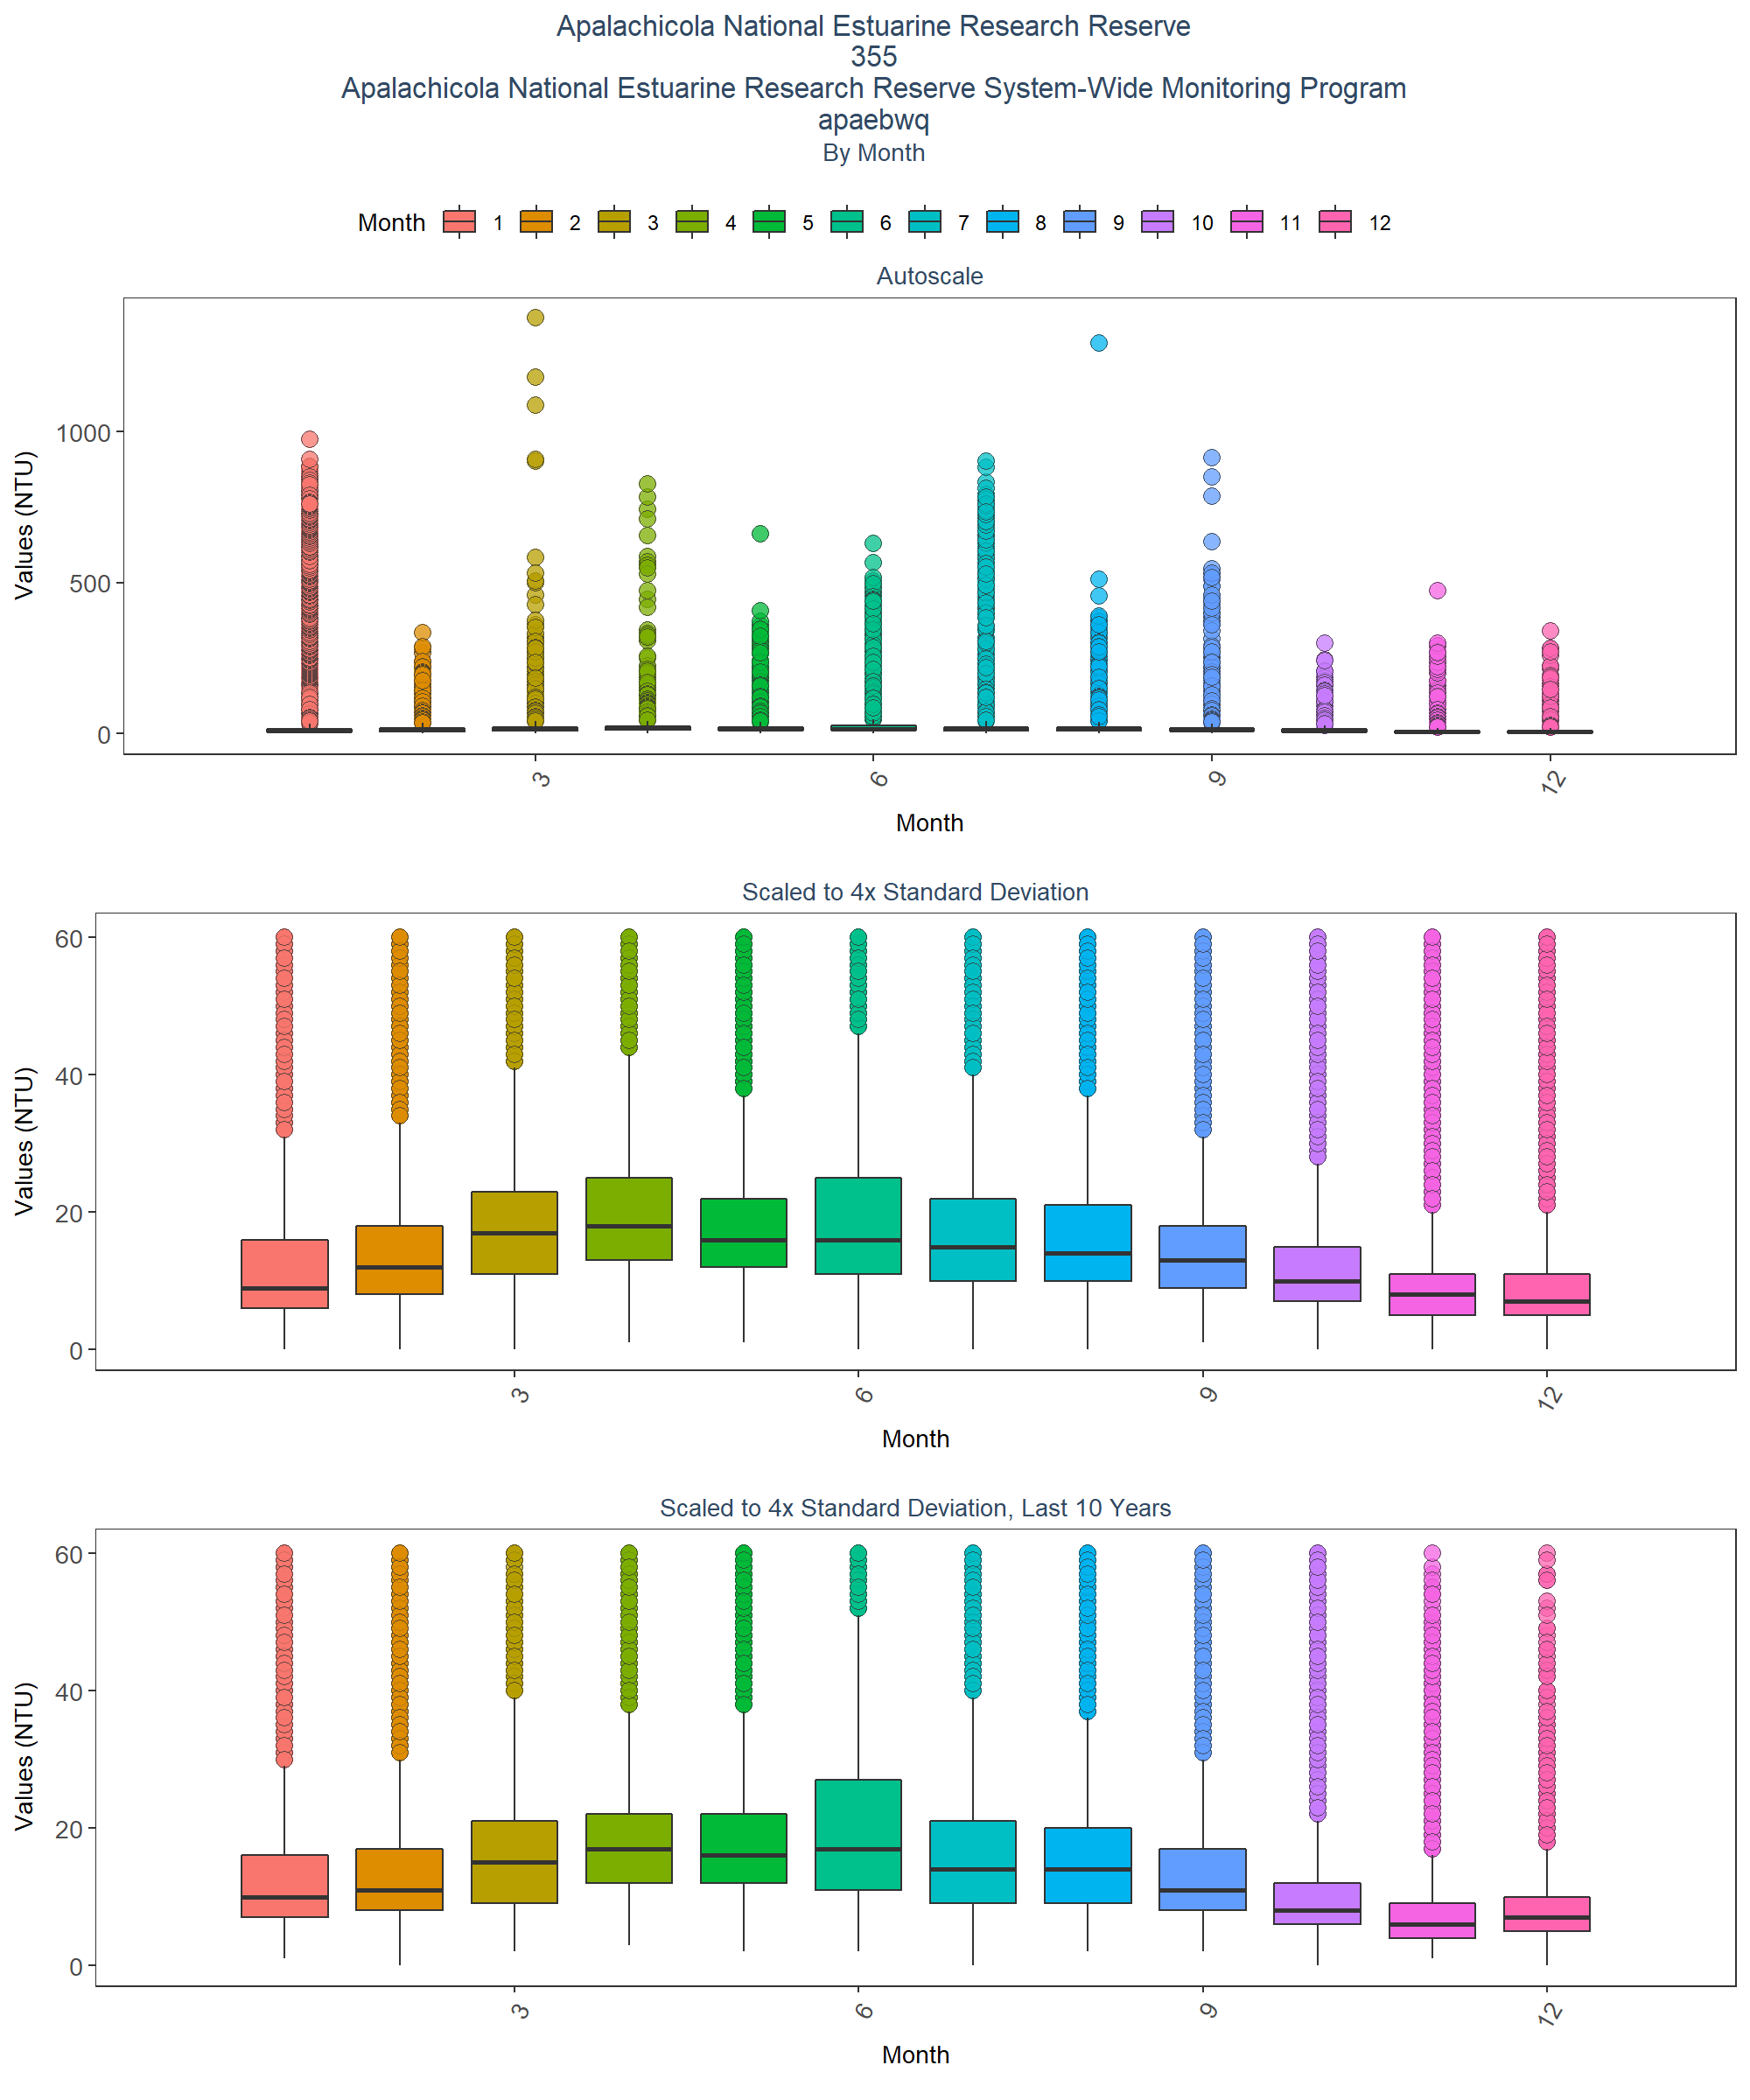 Apalachicola National Estuarine Research Reserve
355
Apalachicola National Estuarine Research Reserve System-Wide Monitoring Program
apaebwq
By Month
Month 1 2 3 4 5 6 7 8 9 10 11 12
Autoscale
Values (NTU)
1000
500
0
3 6 9 12
Month
Scaled to 4x Standard Deviation
Values (NTU)
60
40
20
0
3 6 9 12
Month
Scaled to 4x Standard Deviation, Last 10 Years
Values (NTU)
60
40
20
0
3 6 9 12
Month